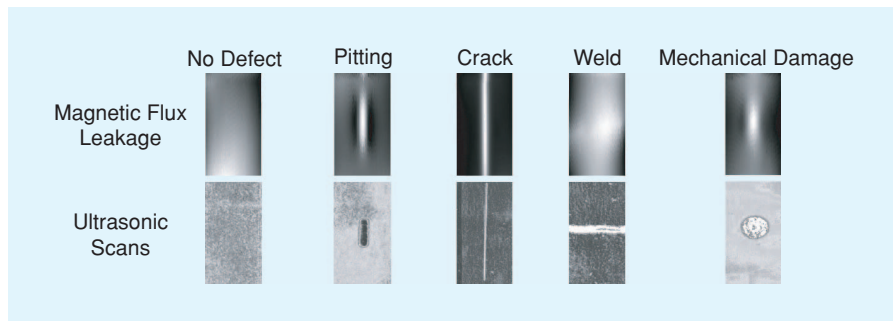 No Defect
Pitting
Crack
Weld
Mechanical Damage
Magnetic Flux
Leakage
Ultrasonic
Scans